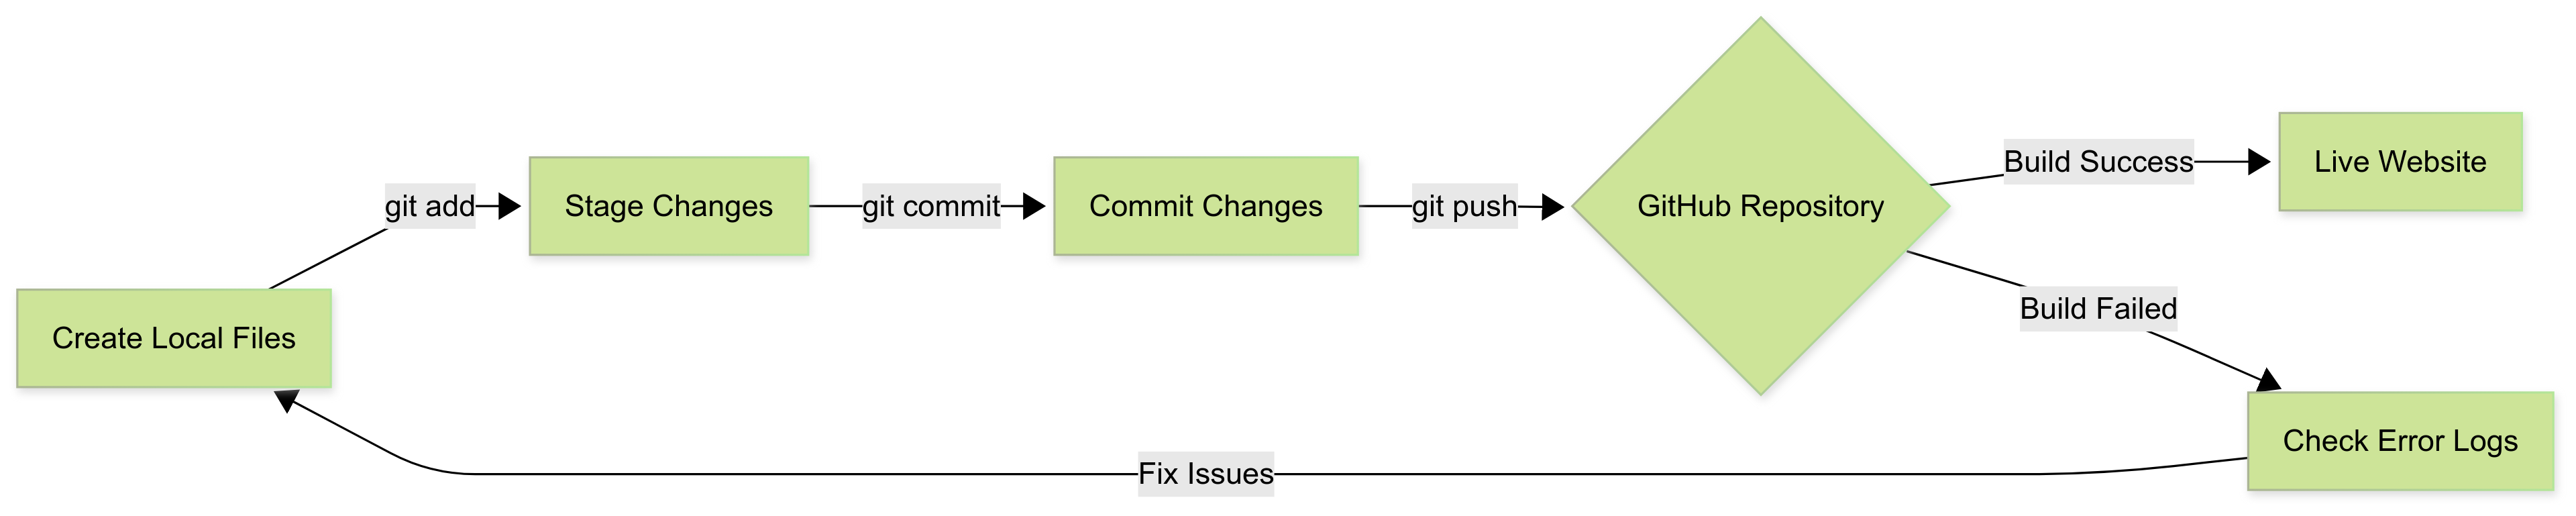 Create Local Files
git add
Stage Changes
git commit
Commit Changes
git push
GitHub Repository
Build Success
Live Website
Build Failed
Check Error Logs
Fix Issues